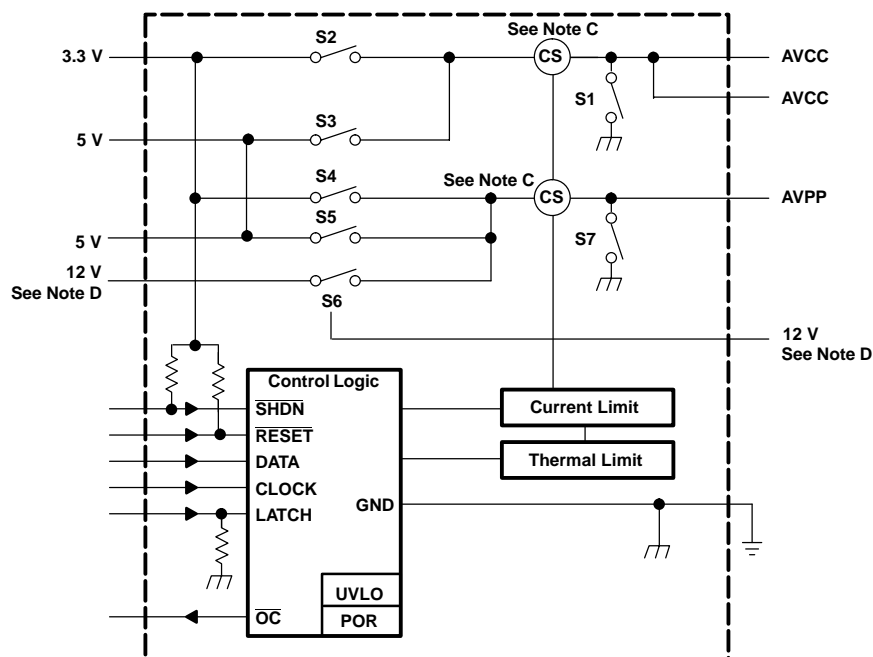 See Note C
S2
3.3 V
CS
AVCC
S1
AVCC
S3
5 V
S4
See Note C
CS
AVPP
S5
S7
5 V
12 V
See Note D
S6
12 V
See Note D
Control Logic
SHDN
Current Limit
RESET
DATA
Thermal Limit
CLOCK
LATCH
GND
UVLO
OC
POR